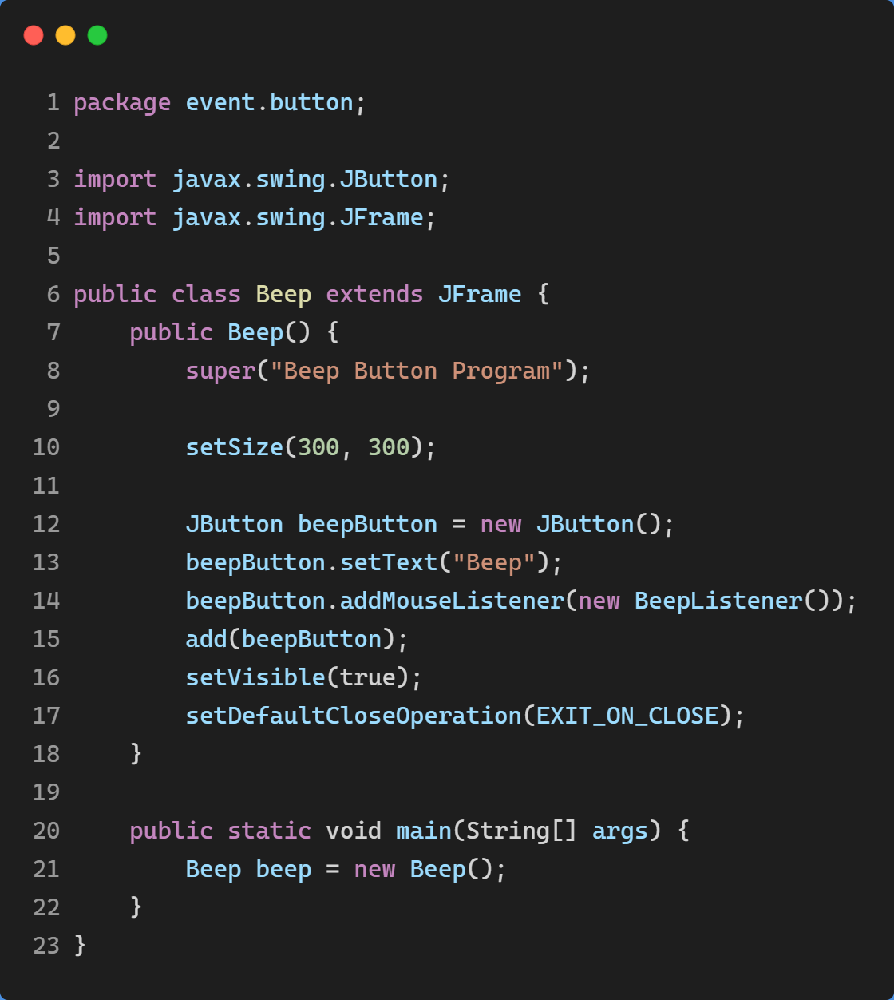 1 package event.button;
2
3 import javax.swing.JButton;
4 import javax.swing.JFrame;
5
6 public class Beep extends JFrame {
7     public Beep() {
8         super("Beep Button Program");
9
10         setSize(300, 300);
11
12         JButton beepButton = new JButton();
13         beepButton.setText("Beep");
14         beepButton.addMouseListener(new BeepListener());
15         add(beepButton);
16         setVisible(true);
17         setDefaultCloseOperation(EXIT_ON_CLOSE);
18     }
19
20     public static void main(String[] args) {
21         Beep beep = new Beep();
22     }
23 }